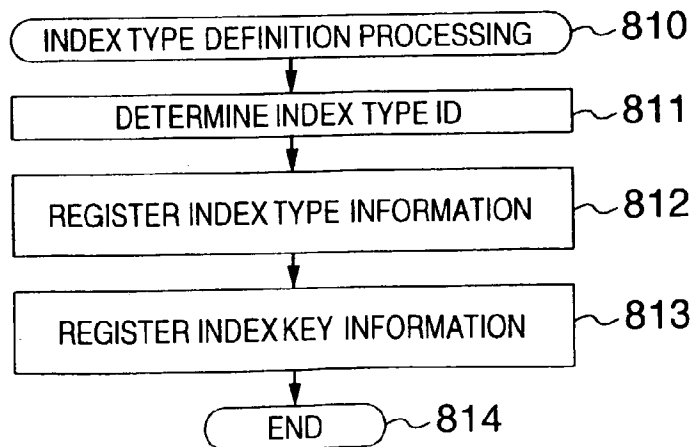 INDEX TYPE DEFINITION PROCESSING 810
DETERMINE INDEX TYPE ID 811
REGISTER INDEX TYPE INFORMATION 812
REGISTER INDEX KEY INFORMATION 813
END 814